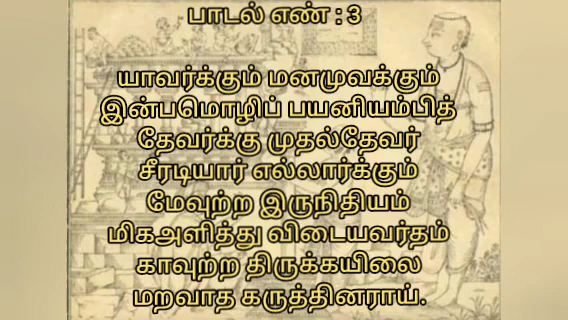 பாடல் எண் : 3
யாவர்க்கும் மனமுவக்கும்
இன்பமொழிப் பயனியம்பித்
தேவர்க்கு முதல்தேவர்
சீரடியார் எல்லார்க்கும்
மேவுற்ற இருநிதியம்
மிகஅளித்து விடையவர்தம்
காவுற்ற திருக்கயிலை
மறவாத கருத்தினராய்.